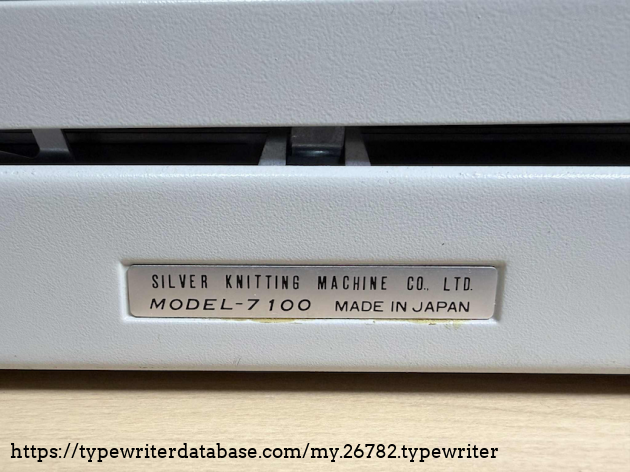 SILVER KNITTING MACHINE CO., LTD.
MODEL-7100 MADE IN JAPAN
https://typewriterdatabase.com/my.26782.typewriter